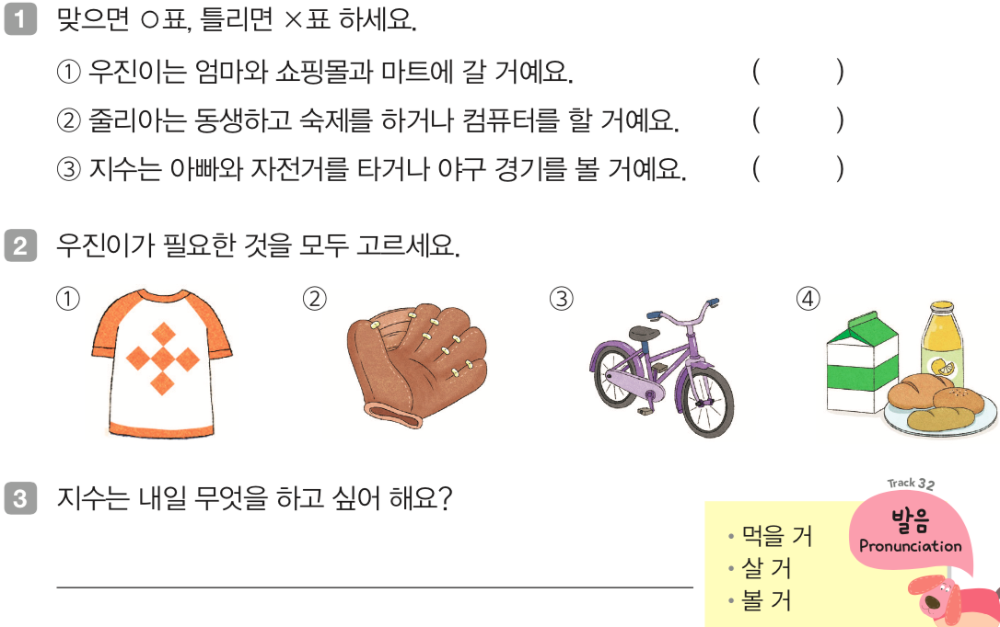 1 맞으면 ○표, 틀리면 ×표 하세요.
① 우진이는 엄마와 쇼핑몰과 마트에 갈 거예요. ( )
② 줄리아는 동생하고 숙제를 하거나 컴퓨터를 할 거예요. ( )
③ 지수는 아빠와 자전거를 타거나 야구 경기를 볼 거예요. ( )
2 우진이가 필요한 것을 모두 고르세요.
① ② ③ ④
3 지수는 내일 무엇을 하고 싶어 해요?
Track 32
발음
Pronunciation
• 먹을 거
• 살 거
• 볼 거